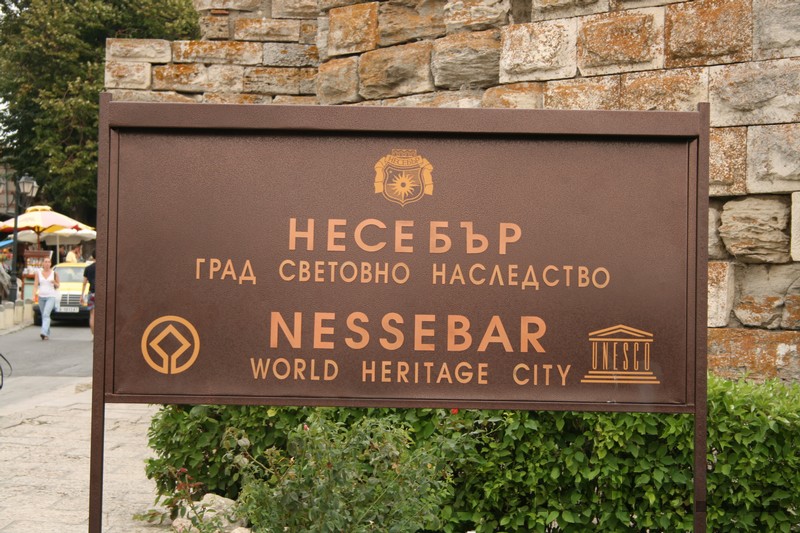 НЕСЕБЪР
ГРАД СВЕТОВНО НАСЛЕДСТВО
NESSEBAR
WORLD HERITAGE CITY
UNESCO